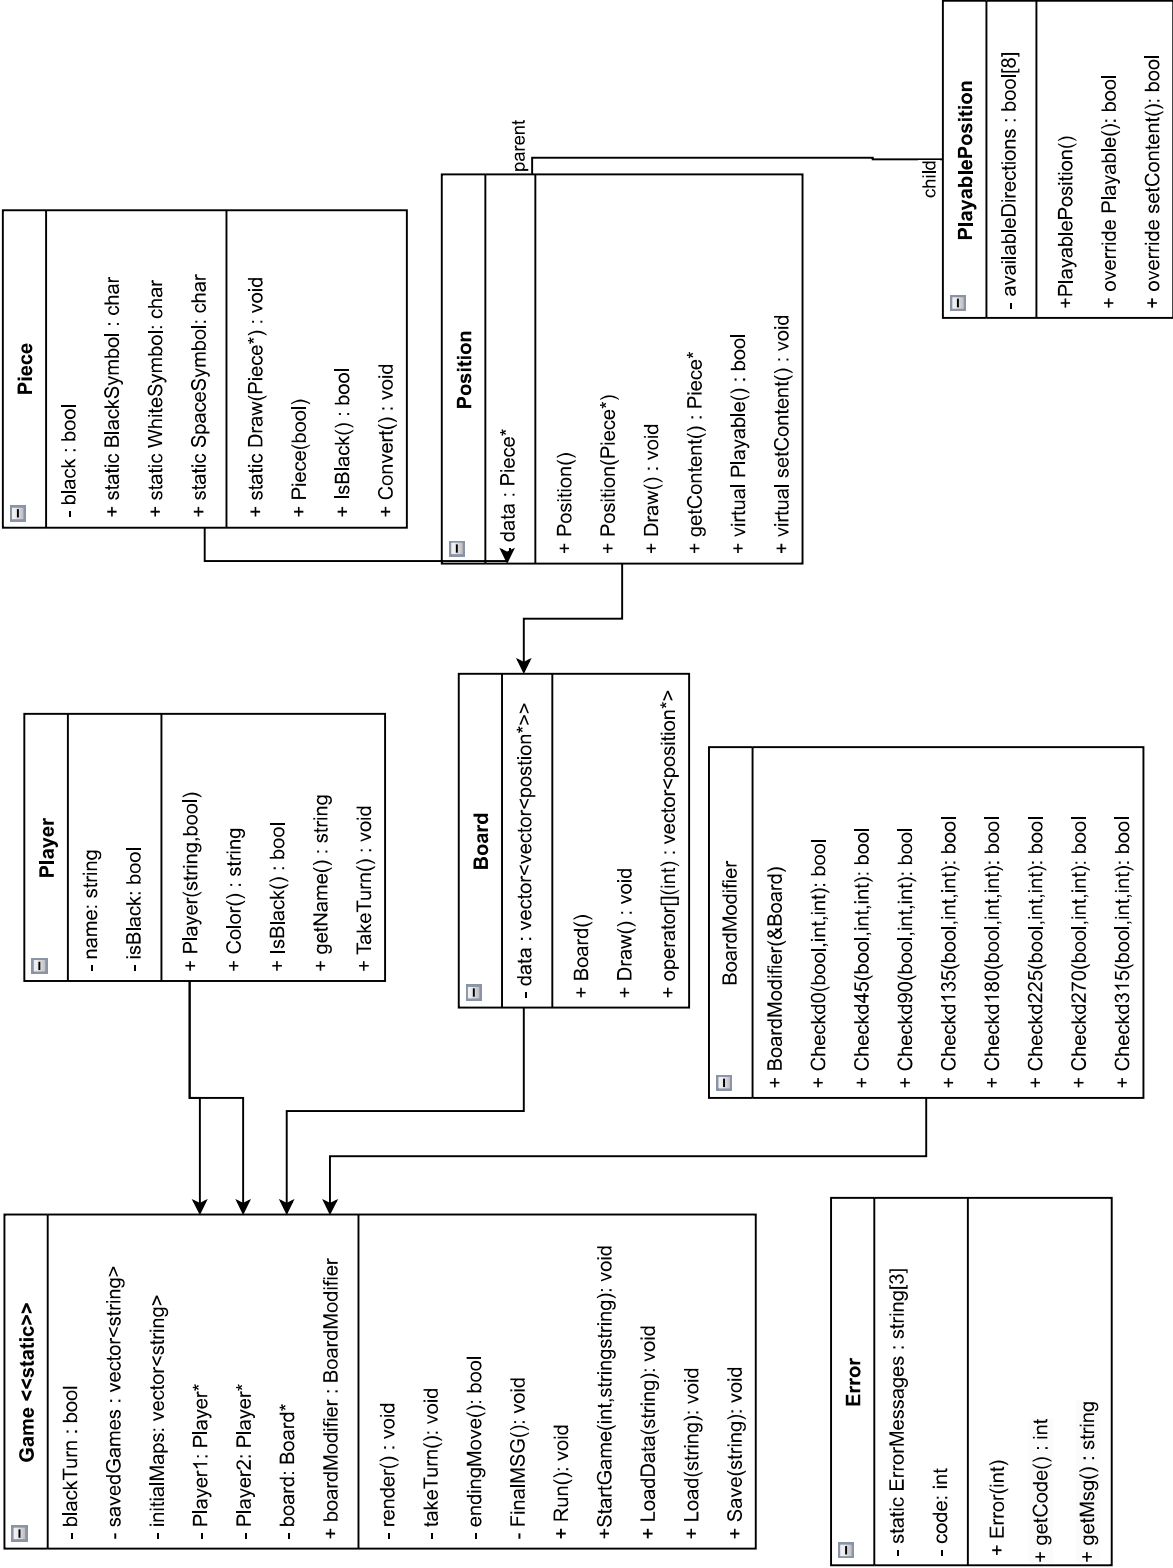 Game <<static>>
- blackTurn : bool
- savedGames : vector<string>
- initialMaps: vector<string>
- Player1: Player*
- Player2: Player*
- board: Board*
+ boardModifier : BoardModifier
- render() : void
- takeTurn(): void
- endingMove(): bool
- FinalMSG(): void
+ Run(): void
+StartGame(int,stringstring): void
+ LoadData(string): void
+ Load(string): void
+ Save(string): void
Player
- name: string
- isBlack: bool
+ Player(string,bool)
+ Color() : string
+ IsBlack() : bool
+ getName() : string
+ TakeTurn() : void
Piece
- black : bool
+ static BlackSymbol : char
+ static WhiteSymbol: char
+ static SpaceSymbol: char
+ static Draw(Piece*) : void
+ Piece(bool)
+ IsBlack() : bool
+ Convert() : void
Board
- data : vector<vector<postion*>>
+ Board()
+ Draw() : void
+ operator[](int) : vector<position*>
Position
- data : Piece*
+ Position()
+ Position(Piece*)
+ Draw() : void
+ getContent() : Piece*
+ virtual Playable() : bool
+ virtual setContent() : void
parent
child
BoardModifier
+ BoardModifier(&Board)
+ Checkd0(bool,int,int): bool
+ Checkd45(bool,int,int): bool
+ Checkd90(bool,int,int): bool
+ Checkd135(bool,int,int): bool
+ Checkd180(bool,int,int): bool
+ Checkd225(bool,int,int): bool
+ Checkd270(bool,int,int): bool
+ Checkd315(bool,int,int): bool
Error
- static ErrorMessages : string[3]
- code: int
+ Error(int)
+ getCode() : int
+ getMsg() : string
PlayablePosition
- availableDirections : bool[8]
+PlayablePosition()
+ override Playable(): bool
+ override setContent(): bool